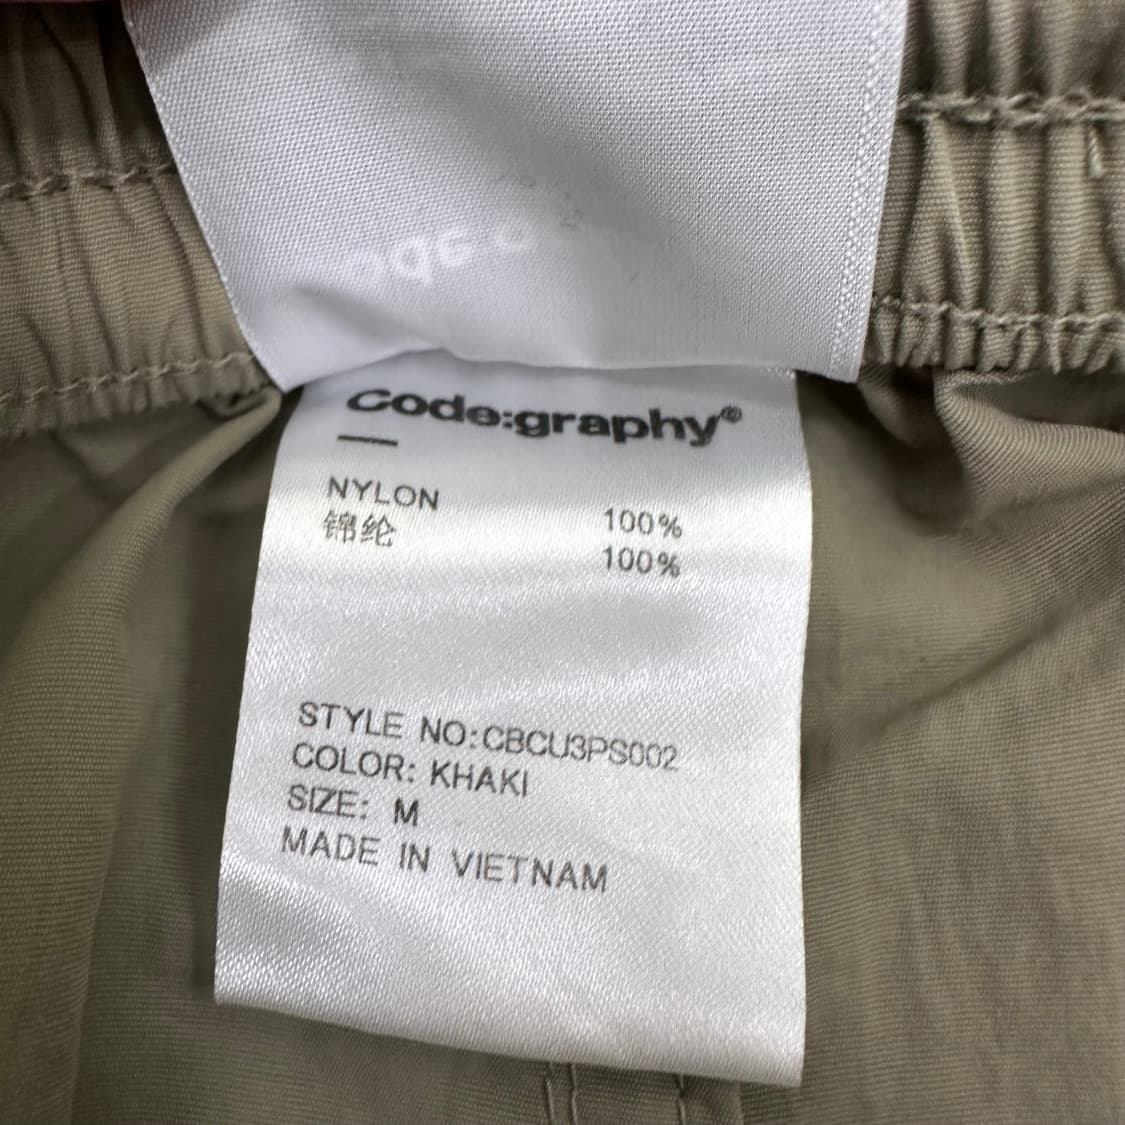 Code:graphy®
NYLON 100%
锦纶 100%
STYLE NO:CBCU3PS002
COLOR: KHAKI
SIZE: M
MADE IN VIETNAM